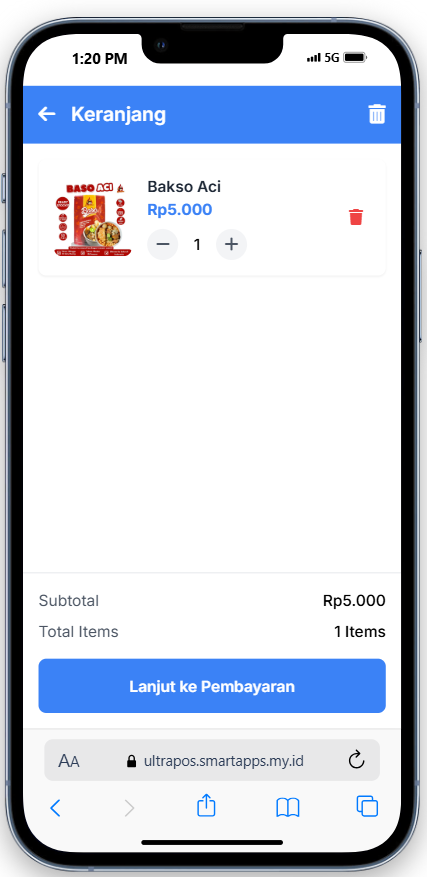 1:20 PM
5G
Keranjang
BASO ACI
Bakso Aci
Rp5.000
1
Subtotal
Rp5.000
Total Items
1 Items
Lanjut ke Pembayaran
AA
ultrapos.smartapps.my.id